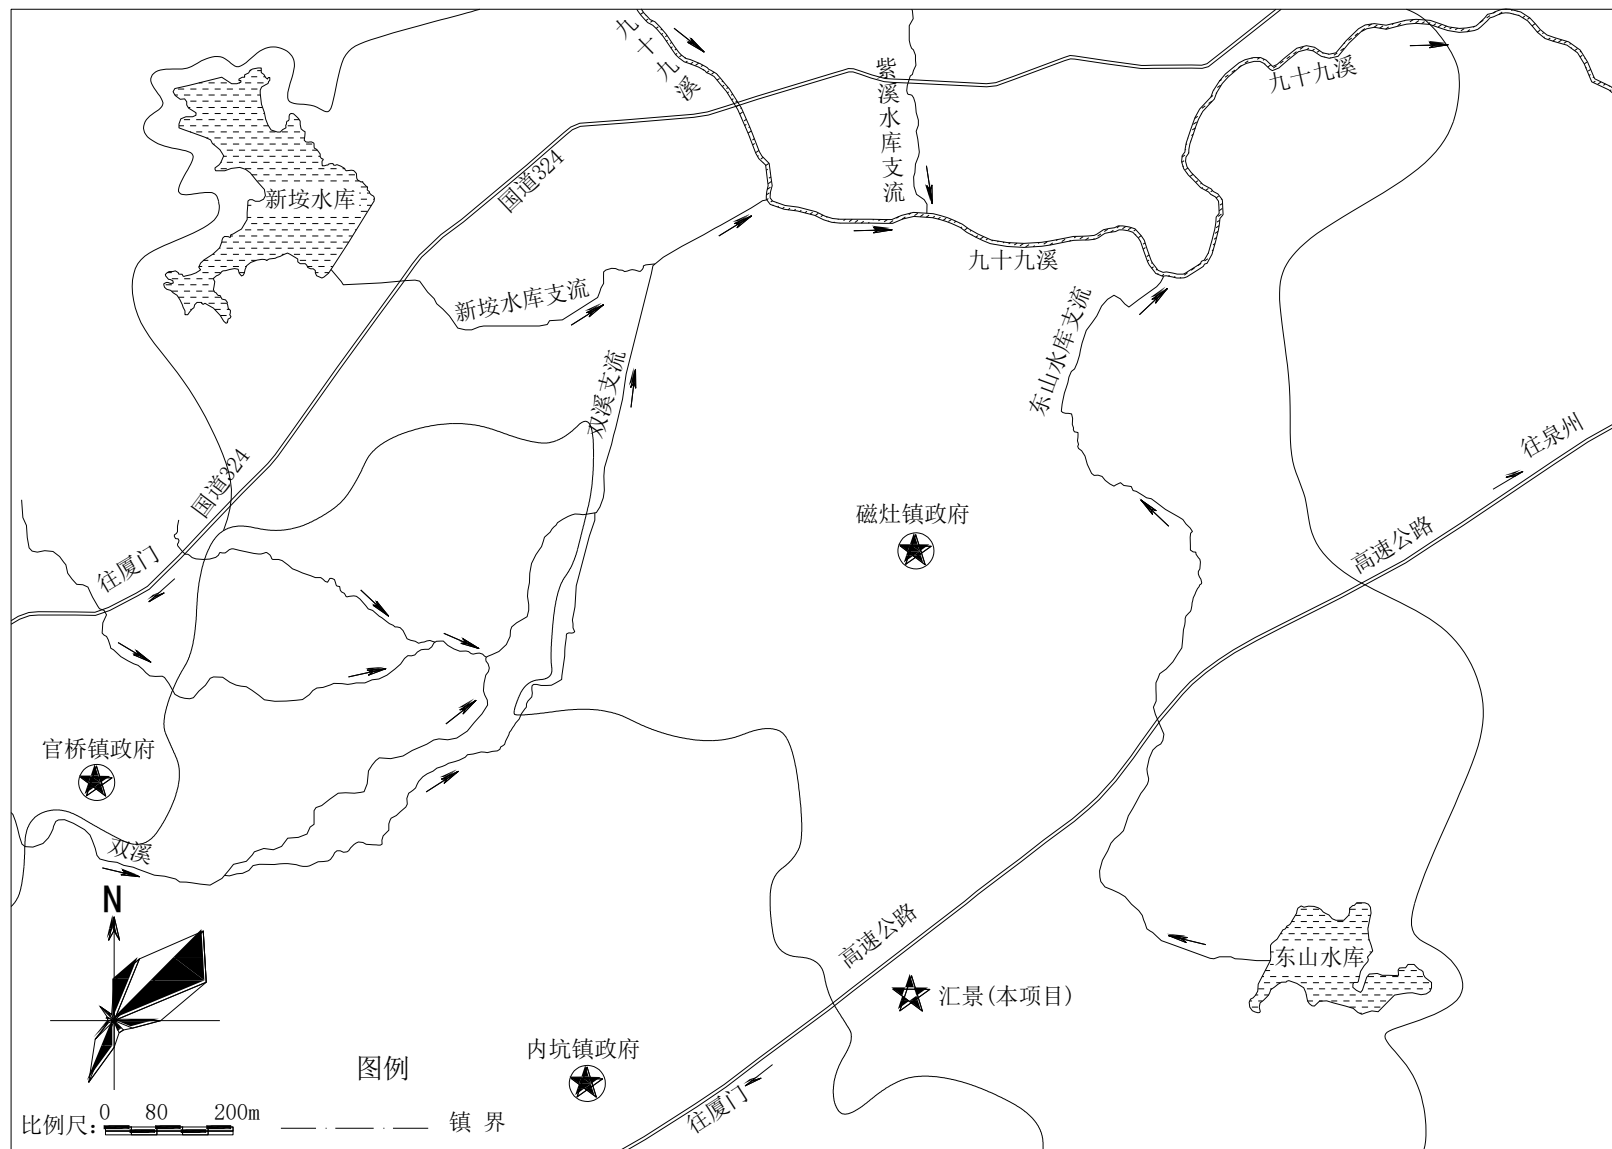 九十九溪
紫溪水库支流
九十九溪
国道324
新垵水库
九十九溪
新垵水库支流
东山水库支流
双溪支流
往泉州
国道324
磁灶镇政府
高速公路
往厦门
官桥镇政府
双溪
N
高速公路
东山水库
汇景(本项目)
内坑镇政府
图例
往厦门
比例尺: 0 80 200m
镇 界